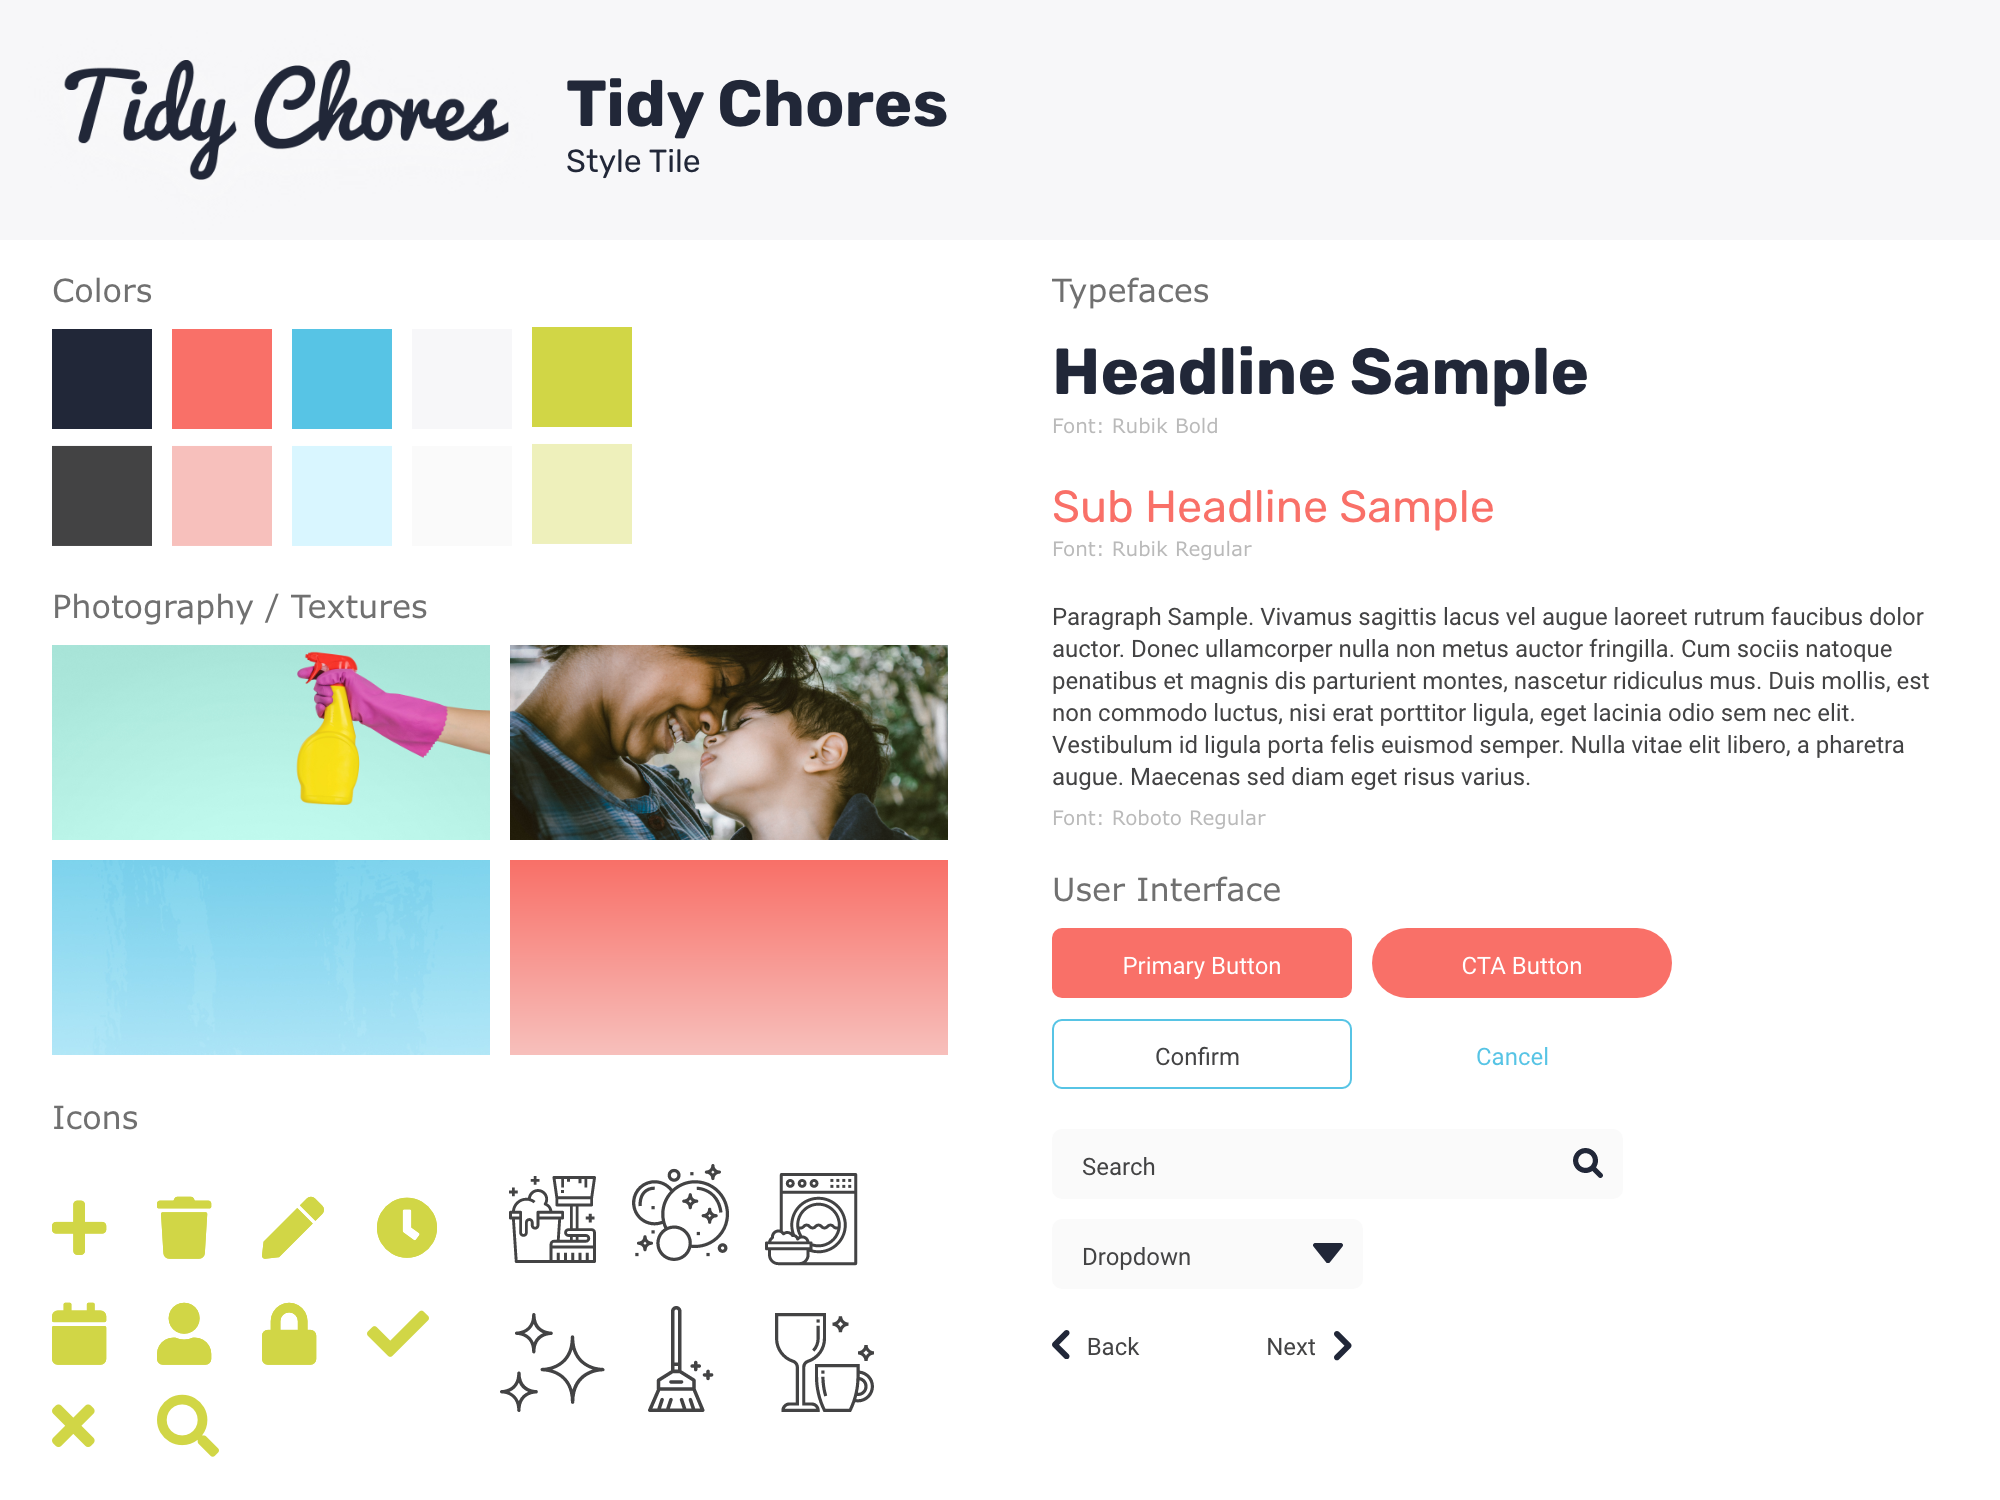 Tidy Chores
Tidy Chores
Style Tile
Colors
Photography / Textures
Icons
Typefaces
Headline Sample
Font: Rubik Bold
Sub Headline Sample
Font: Rubik Regular
Paragraph Sample. Vivamus sagittis lacus vel augue laoreet rutrum faucibus dolor
auctor. Donec ullamcorper nulla non metus auctor fringilla. Cum sociis natoque
penatibus et magnis dis parturient montes, nascetur ridiculus mus. Duis mollis, est
non commodo luctus, nisi erat porttitor ligula, eget lacinia odio sem nec elit.
Vestibulum id ligula porta felis euismod semper. Nulla vitae elit libero, a pharetra
augue. Maecenas sed diam eget risus varius.
Font: Roboto Regular
User Interface
Primary Button
CTA Button
Confirm
Cancel
Search
Dropdown
Back
Next